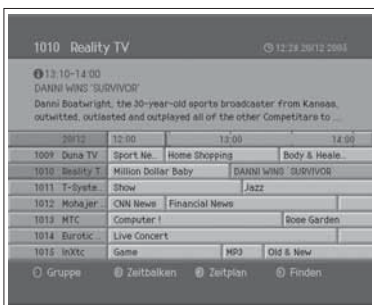 1010 Reality TV 12:28 20/12
13:10-14:00
DANNI WINS 'SURVIVOR'
Danni Boatwright, the 30-year-old sports broadcaster from Kansas,
outwitted, outlasted and outplayed all of the other Competitors to ...
20/12 12:00 13:00 14:00
1009 Duna TV Sport Ne.. Home Shopping Body & Heale..
1010 Reality T. Million Dollar Baby DANNI WINS 'SURVIVOR'
1011 T-Syste.. Show Jazz
1012 Mohajer.. CNN News Financial News
1013 MTC Computer ! Rose Garden
1014 Eurotic.. Live Concert
1015 inXtc Game MP3 Old & New
Gruppe Zeitbalken Zeitplan Finden